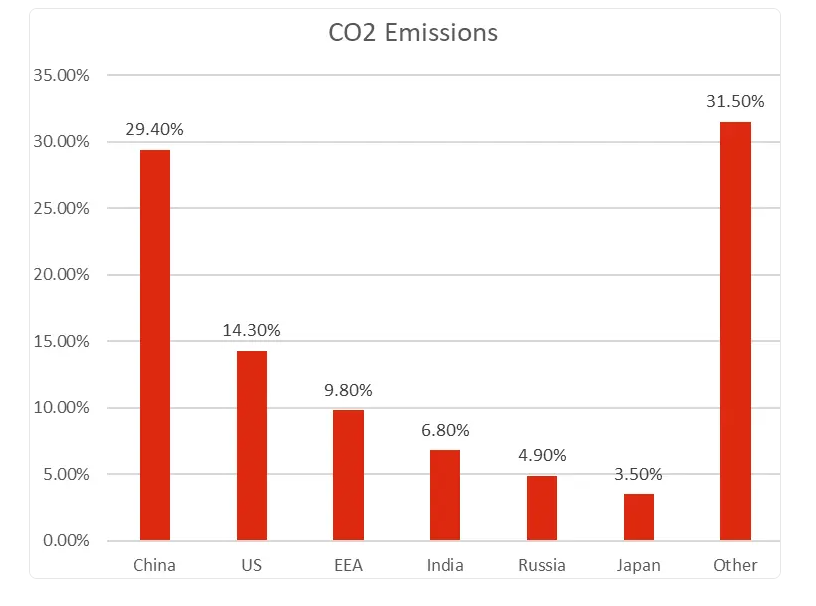 CO2 Emissions
35.00%
30.00%
25.00%
20.00%
15.00%
10.00%
5.00%
0.00%
29.40%
14.30%
9.80%
6.80%
4.90%
3.50%
31.50%
China
US
EEA
India
Russia
Japan
Other